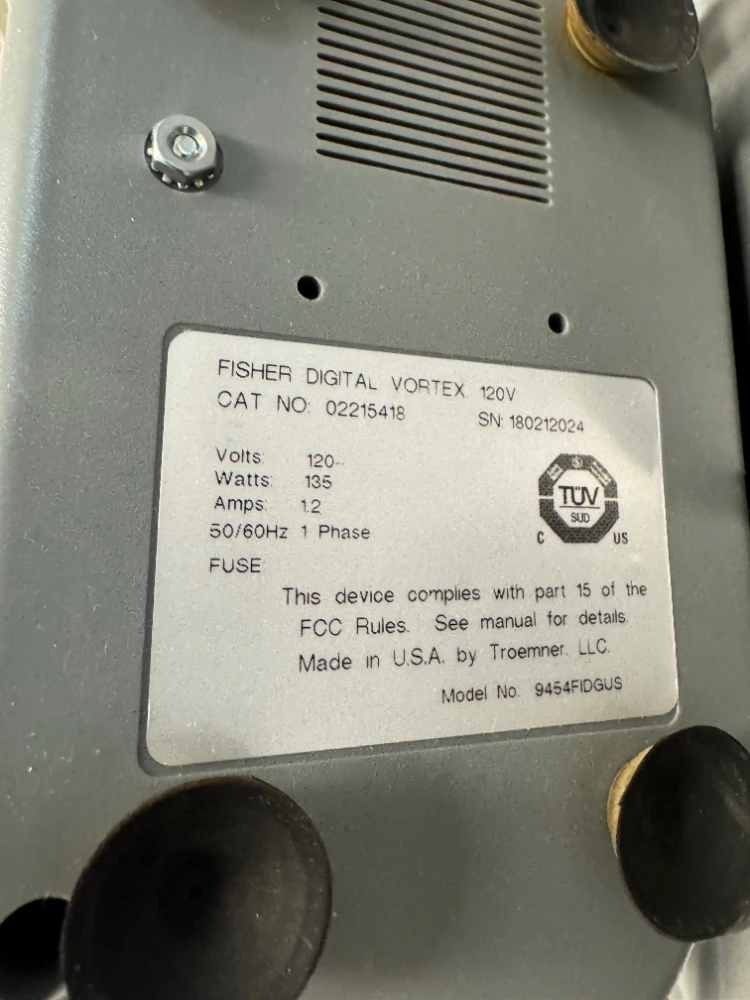 FISHER DIGITAL VORTEX 120V
CAT NO: 02215418 SN: 180212024
Volts: 120~
Watts: 135
Amps: 1.2
50/60Hz 1 Phase
FUSE
TÜV
SUD
C US
This device complies with part 15 of the
FCC Rules. See manual for details.
Made in U.S.A. by Troemner. LLC.
Model No: 9454FIDGUS